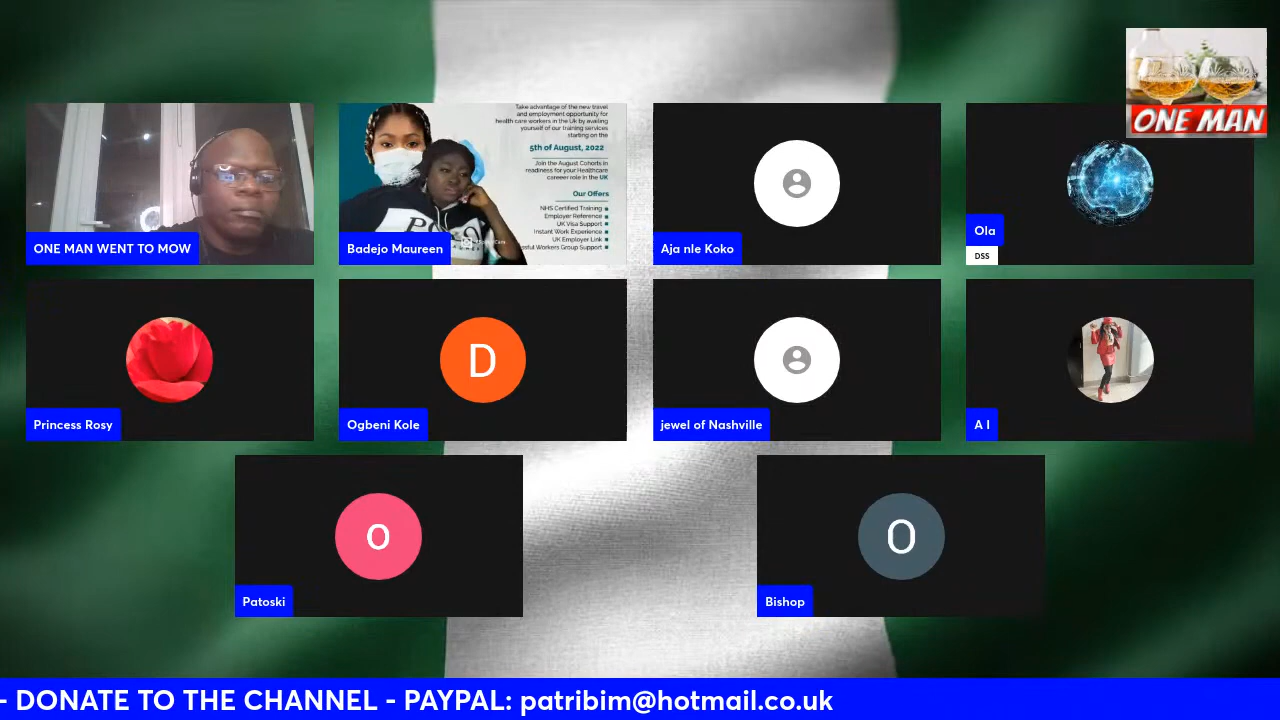 ONE MAN
Take advantage of the new travel
and employment opportunity for
health care workers in the Uk by availing
yourself of our training services
starting on the
5th of August, 2022
Join the August Cohorts in
readiness for your Healthcare
careeer role in the UK
Our Offers
NHS Certified Training
Employer Reference
UK Visa Support
Instant Work Experience
UK Employer Link
Workers Group Support
ONE MAN WENT TO MOW
Badejo Maureen
Aja nle Koko
Ola
DSS
D
Princess Rosy
Ogbeni Kole
jewel of Nashville
A I
O
O
Patoski
Bishop
- DONATE TO THE CHANNEL - PAYPAL: patribim@hotmail.co.uk